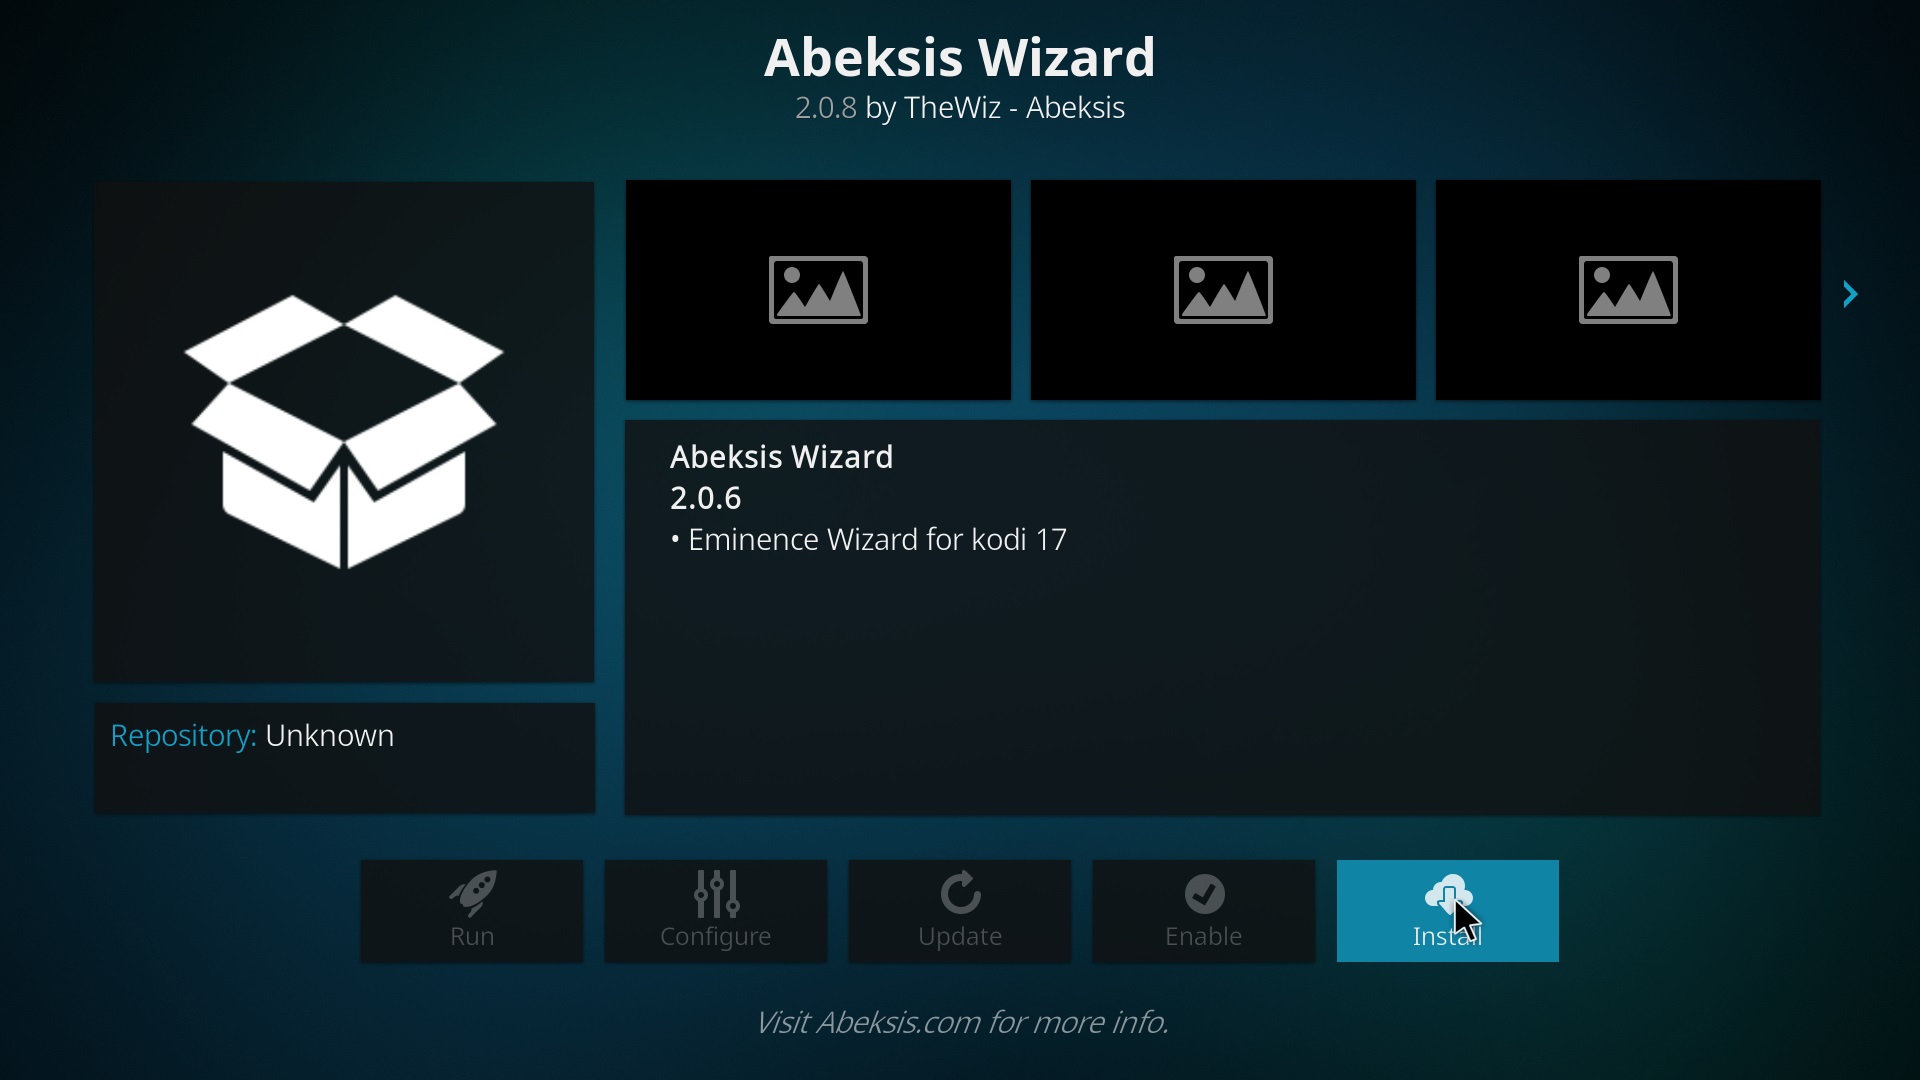 Abeksis Wizard
2.0.8 by TheWiz - Abeksis
Abeksis Wizard
2.0.6
• Eminence Wizard for kodi 17
Repository: Unknown
Run
Configure
Update
Enable
Install
Visit Abeksis.com for more info.